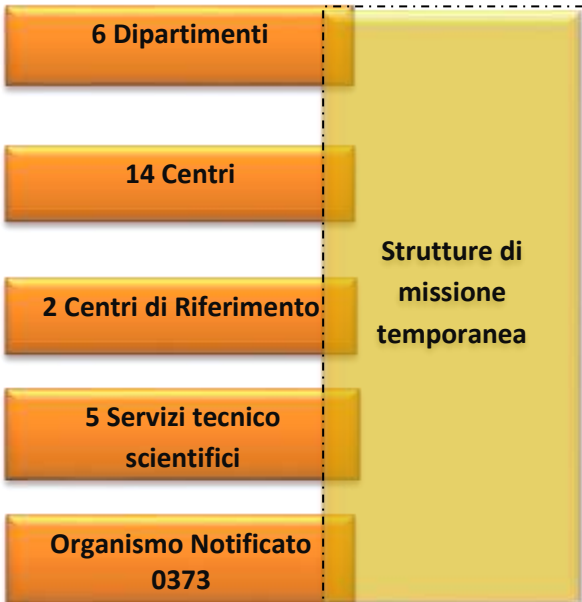 6 Dipartimenti
14 Centri
2 Centri di Riferimento
5 Servizi tecnico
scientifici
Organismo Notificato
0373
Strutture di
missione
temporanea